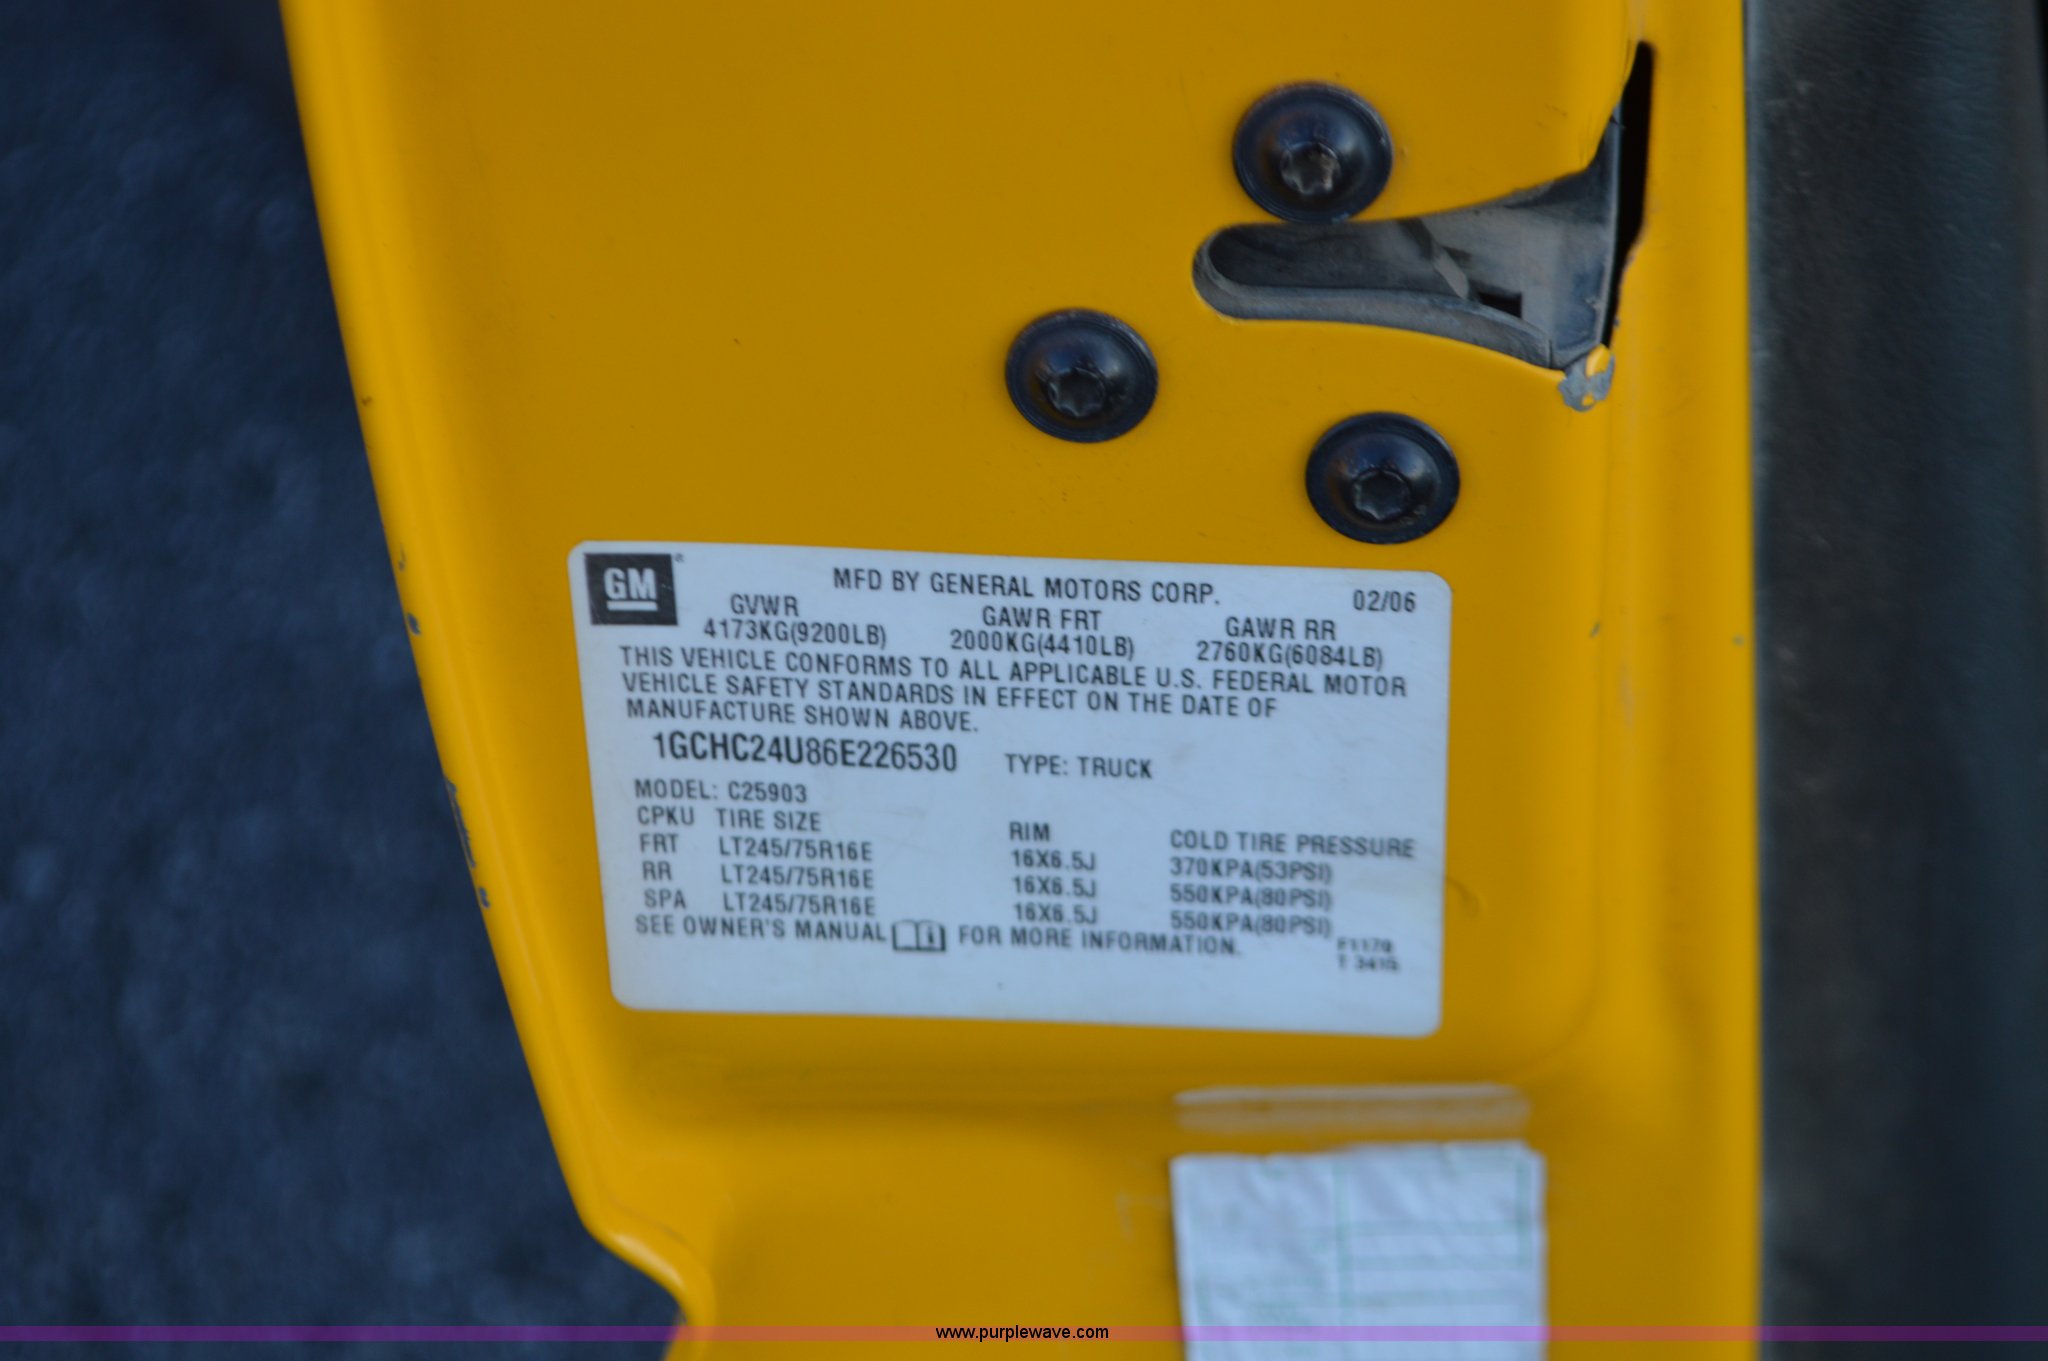 GM®
MFD BY GENERAL MOTORS CORP. 02/06
GVWR GAWR FRT GAWR RR
4173KG(9200LB) 2000KG(4410LB) 2760KG(6084LB)
THIS VEHICLE CONFORMS TO ALL APPLICABLE U.S. FEDERAL MOTOR
VEHICLE SAFETY STANDARDS IN EFFECT ON THE DATE OF
MANUFACTURE SHOWN ABOVE.
1GCHC24U86E226530 TYPE: TRUCK
MODEL: C25903
CPKU TIRE SIZE RIM COLD TIRE PRESSURE
FRT LT245/75R16E 16X6.5J 370KPA(53PSI)
RR LT245/75R16E 16X6.5J 550KPA(80PSI)
SPA LT245/75R16E 16X6.5J 550KPA(80PSI)
SEE OWNER'S MANUAL FOR MORE INFORMATION.
www.purplewave.com